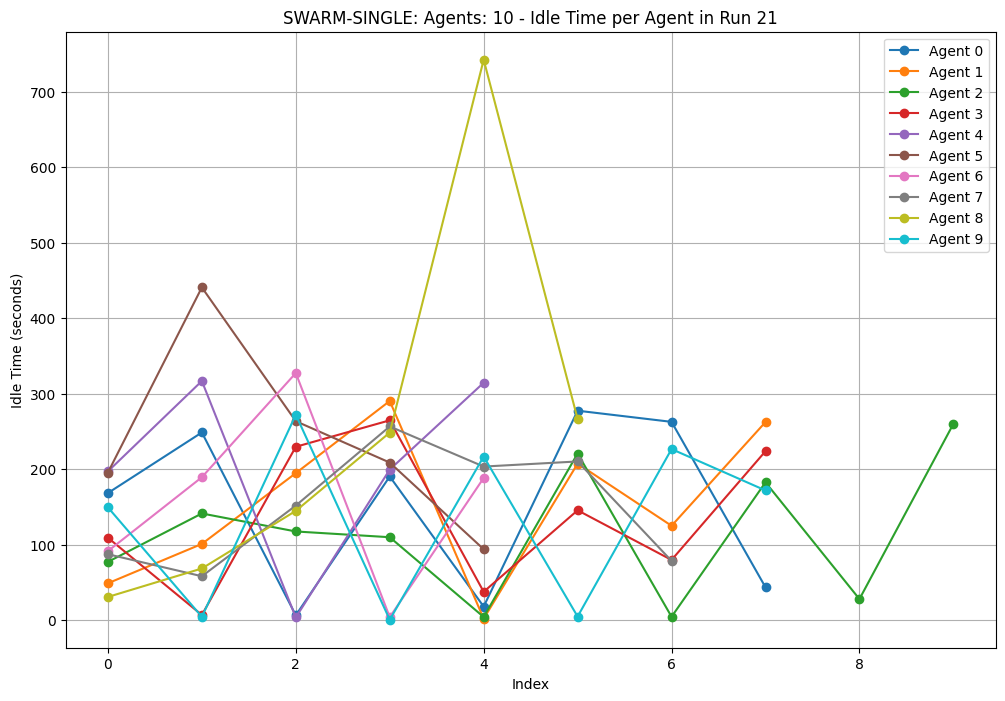 SWARM-SINGLE: Agents: 10 - Idle Time per Agent in Run 21
Idle Time (seconds)
700
600
500
400
300
200
100
0
0
2
4
6
8
Index
Agent 0
Agent 1
Agent 2
Agent 3
Agent 4
Agent 5
Agent 6
Agent 7
Agent 8
Agent 9